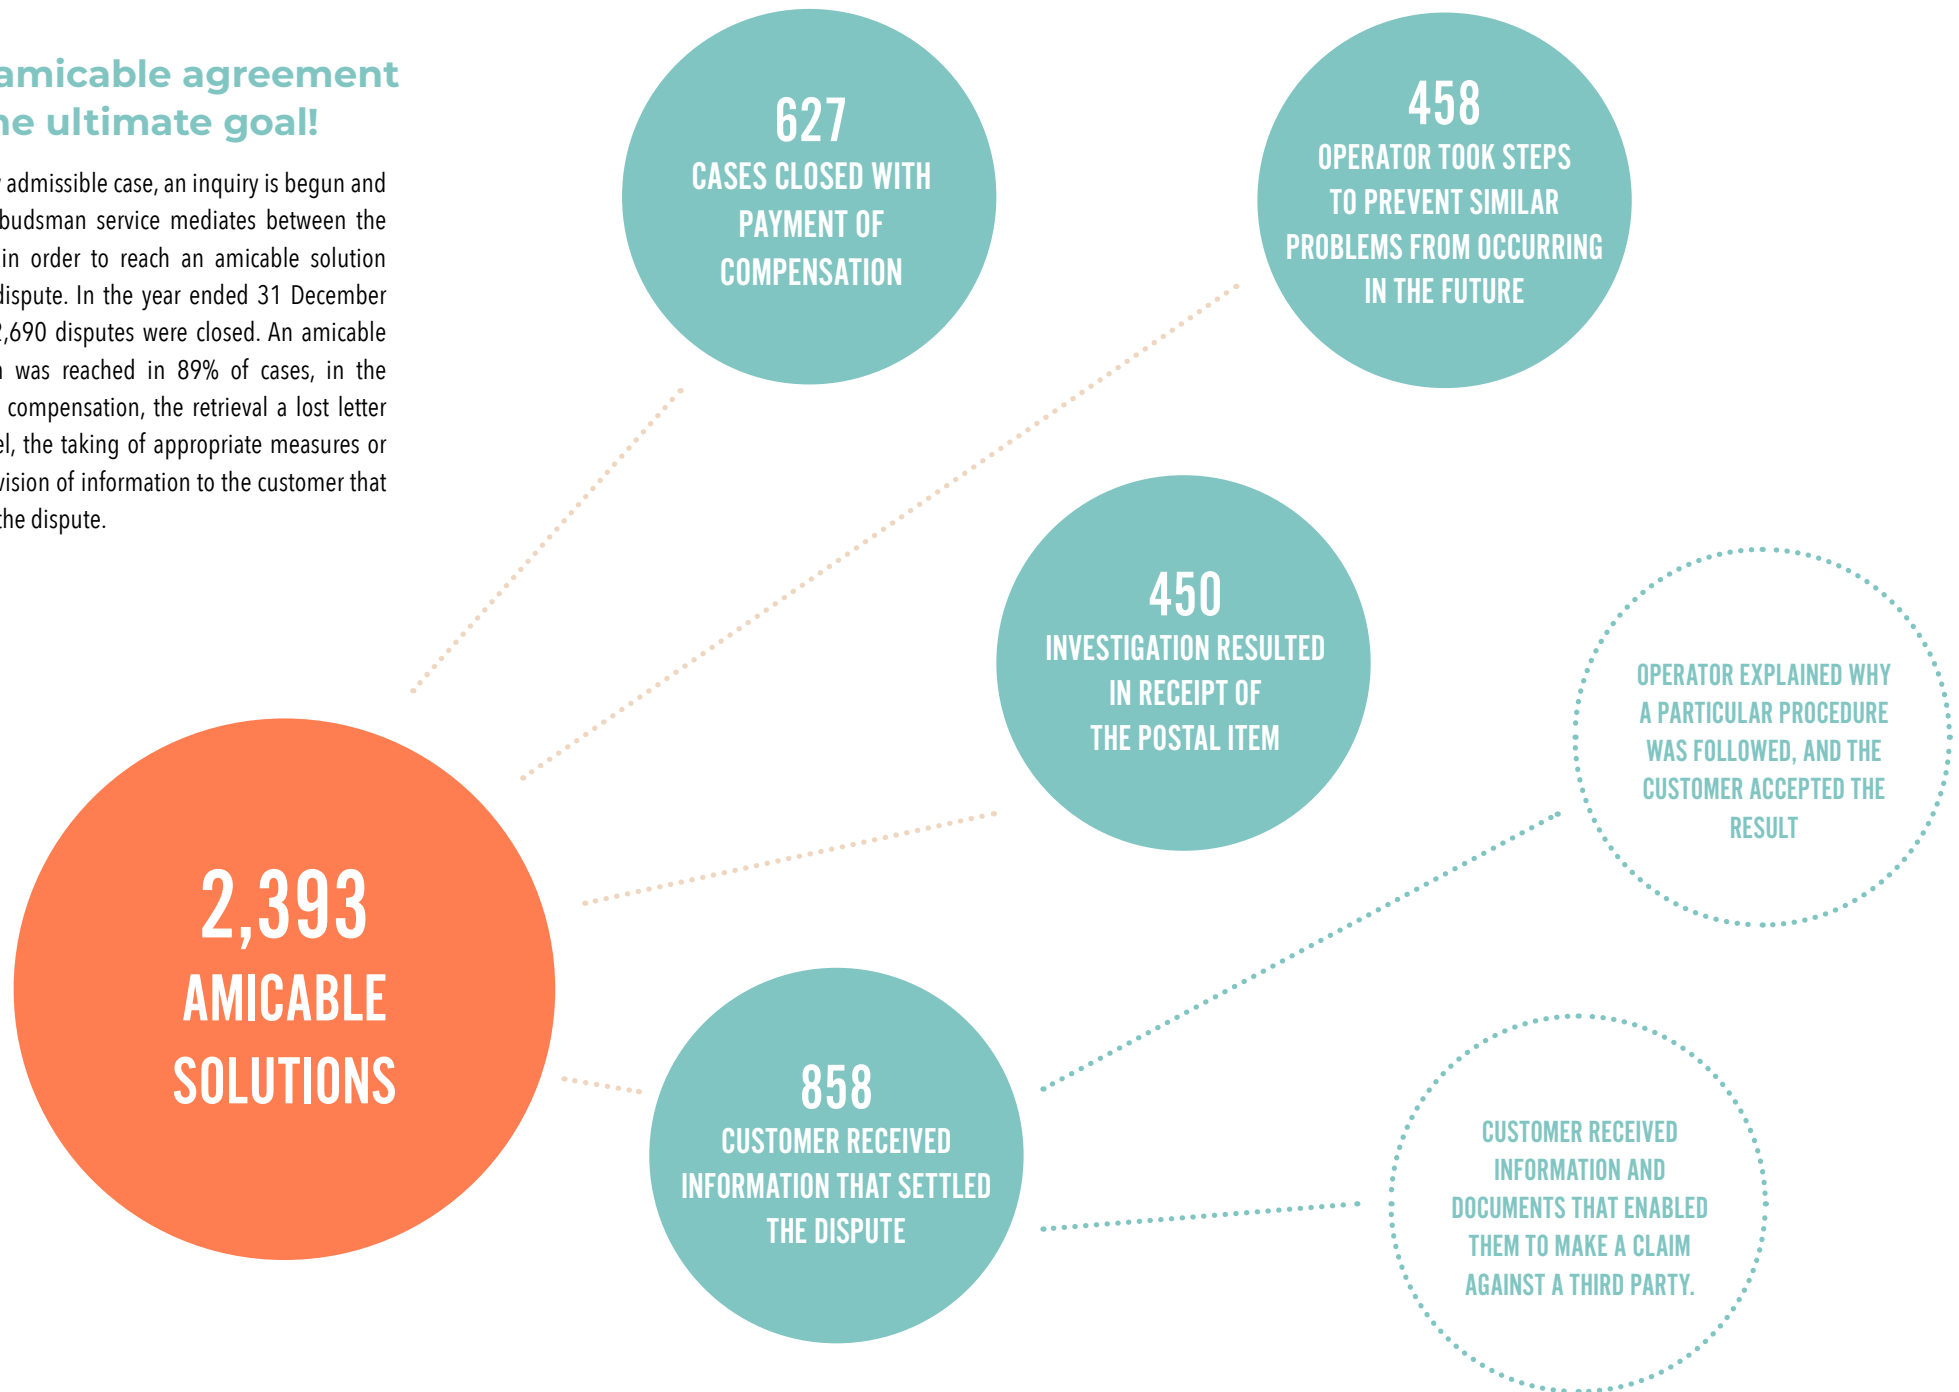 amicable agreement
ultimate goal!
admissible case, an inquiry is begun and
service mediates between the
in order to reach an amicable solution
dispute. In the year ended 31 December
2,690 disputes were closed. An amicable
was reached in 89% of cases, in the
compensation, the retrieval a lost letter
the taking of appropriate measures or
of information to the customer that
the dispute.
627
CASES CLOSED WITH
PAYMENT OF
COMPENSATION
458
OPERATOR TOOK STEPS
TO PREVENT SIMILAR
PROBLEMS FROM OCCURRING
IN THE FUTURE
450
INVESTIGATION RESULTED
IN RECEIPT OF
THE POSTAL ITEM
OPERATOR EXPLAINED WHY
A PARTICULAR PROCEDURE
WAS FOLLOWED, AND THE
CUSTOMER ACCEPTED THE
RESULT
2,393
AMICABLE
SOLUTIONS
858
CUSTOMER RECEIVED
INFORMATION THAT SETTLED
THE DISPUTE
CUSTOMER RECEIVED
INFORMATION AND
DOCUMENTS THAT ENABLED
THEM TO MAKE A CLAIM
AGAINST A THIRD PARTY.